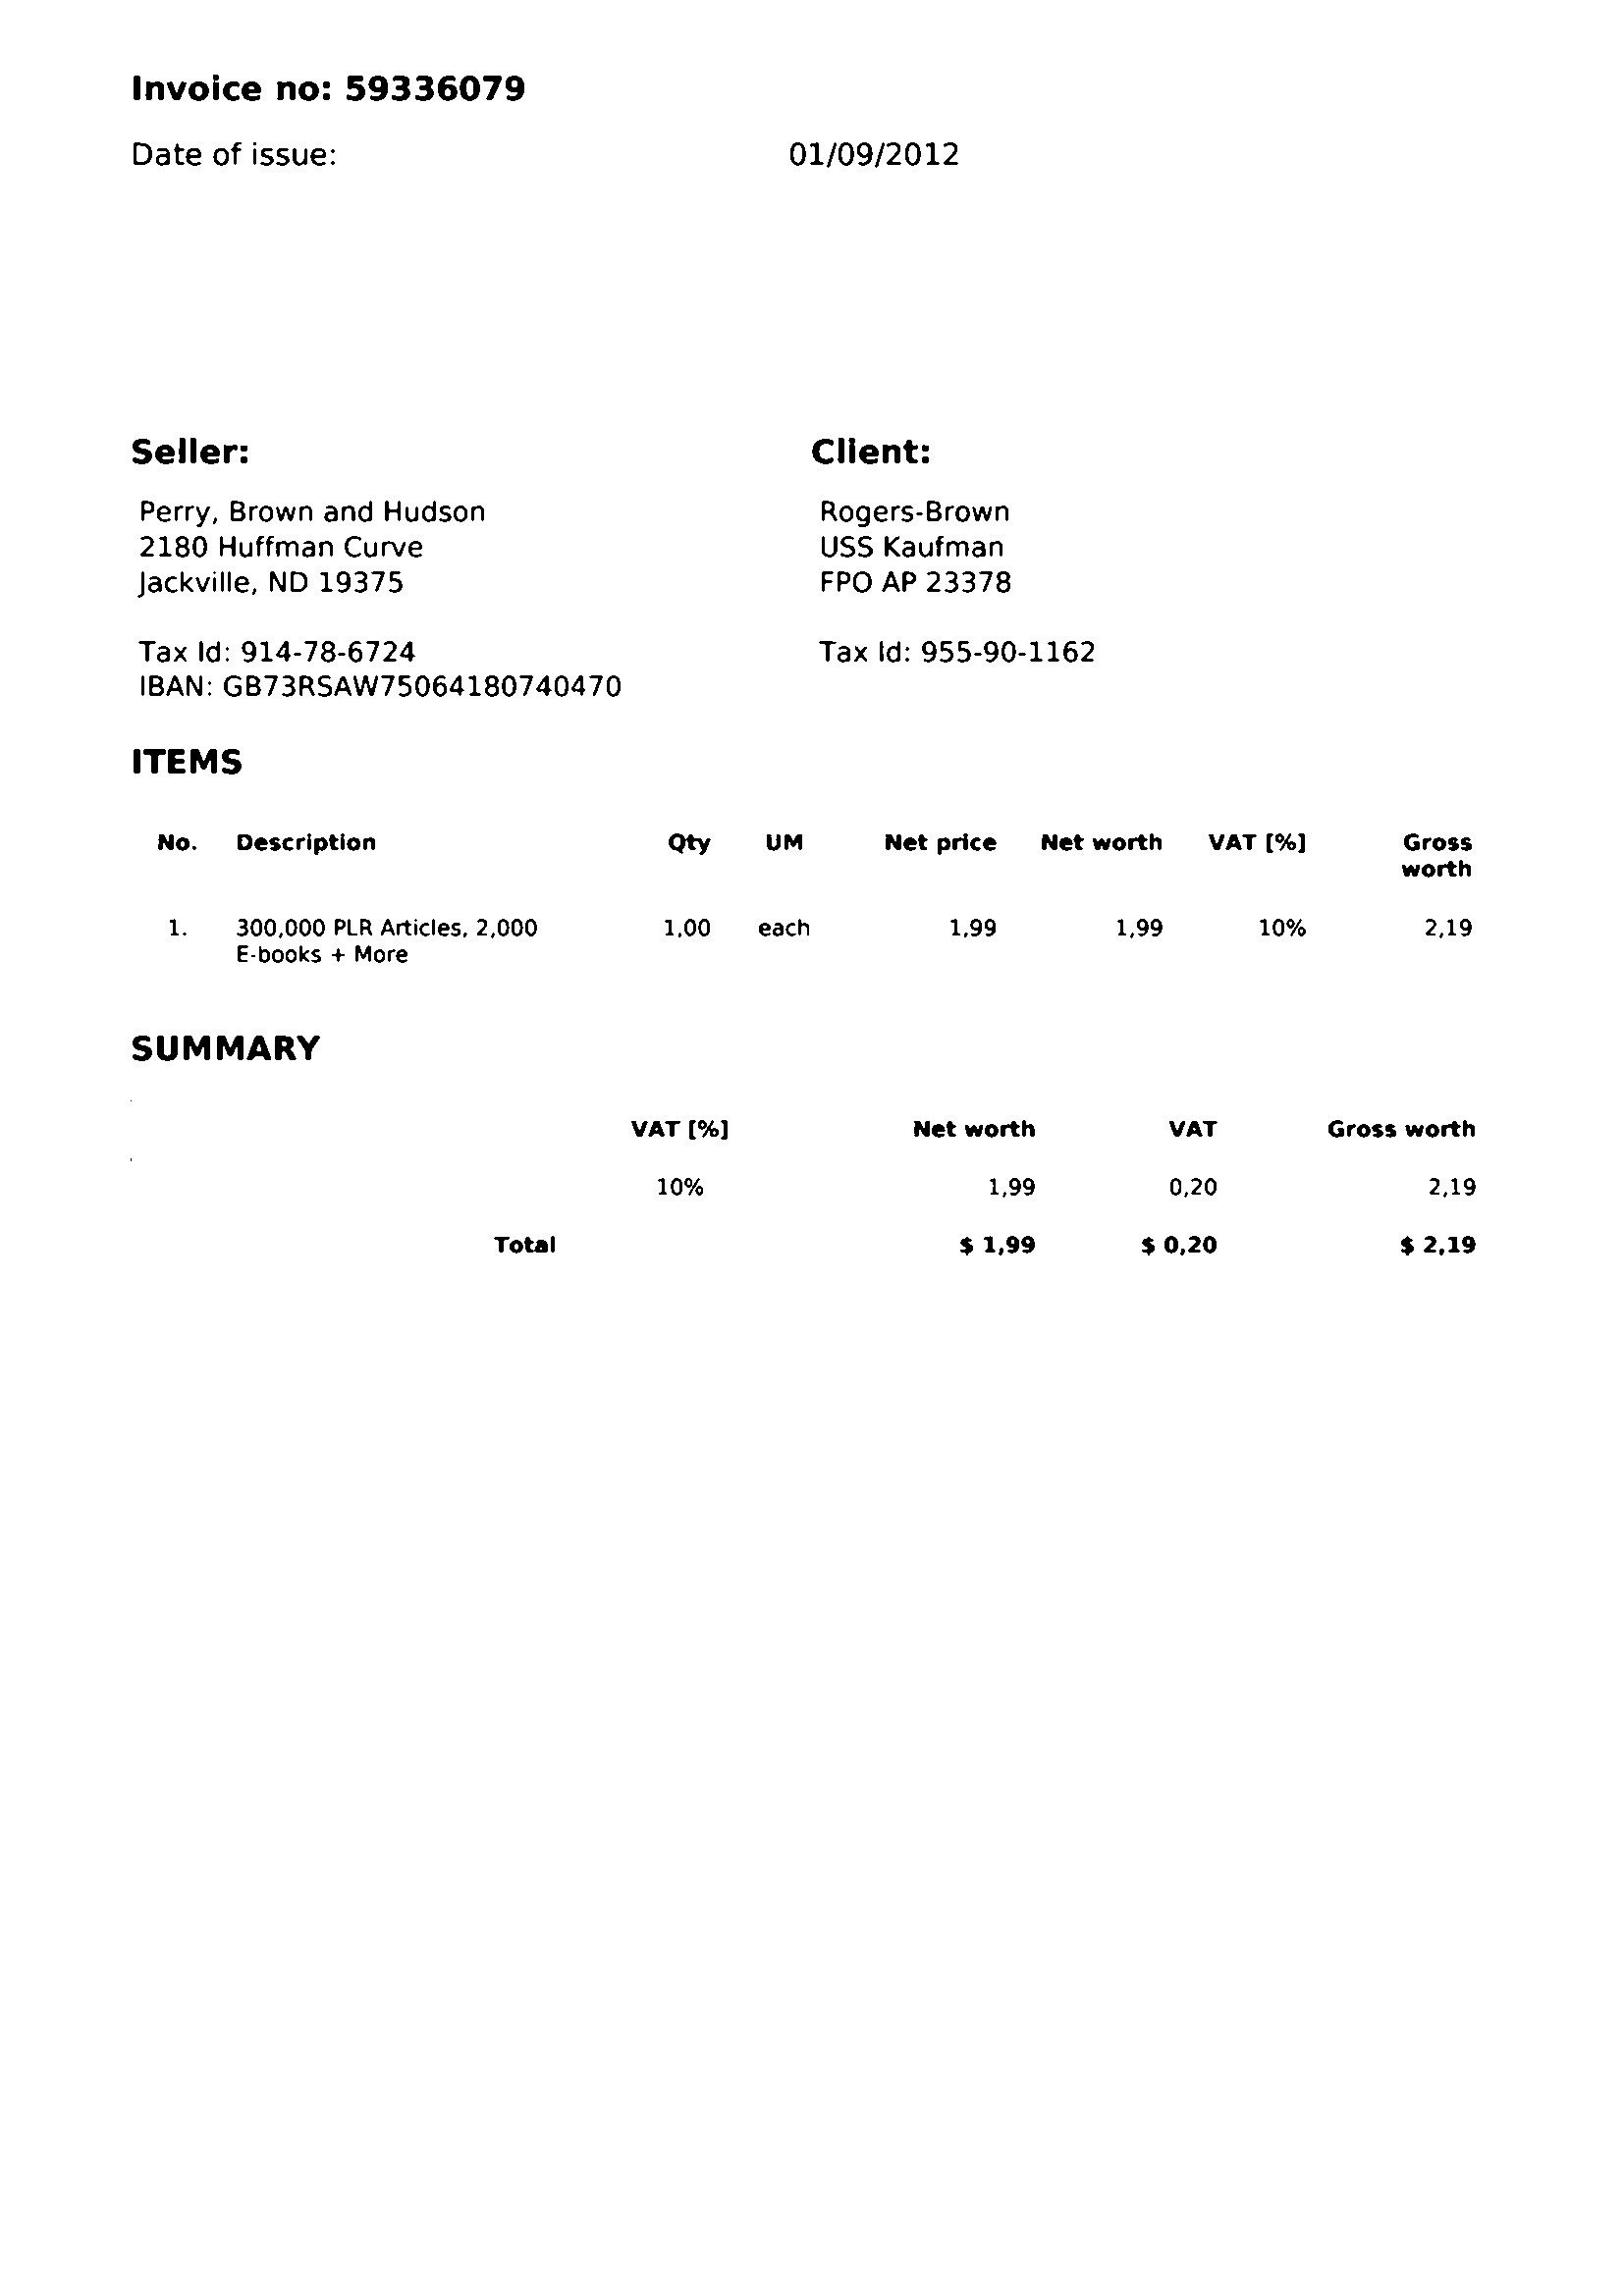 Invoice no: 59336079
Date of issue: 01/09/2012
Seller:
Perry, Brown and Hudson
2180 Huffman Curve
Jackville, ND 19375
Tax Id: 914-78-6724
IBAN: GB73RSAW75064180740470
Client:
Rogers-Brown
USS Kaufman
FPO AP 23378
Tax Id: 955-90-1162
ITEMS
No. Description Qty UM Net price Net worth VAT [%] Gross
worth
1. 300,000 PLR Articles, 2,000 1,00 each 1,99 1,99 10% 2,19
E-books + More
SUMMARY
VAT [%] Net worth VAT Gross worth
10% 1,99 0,20 2,19
Total $ 1,99 $ 0,20 $ 2,19